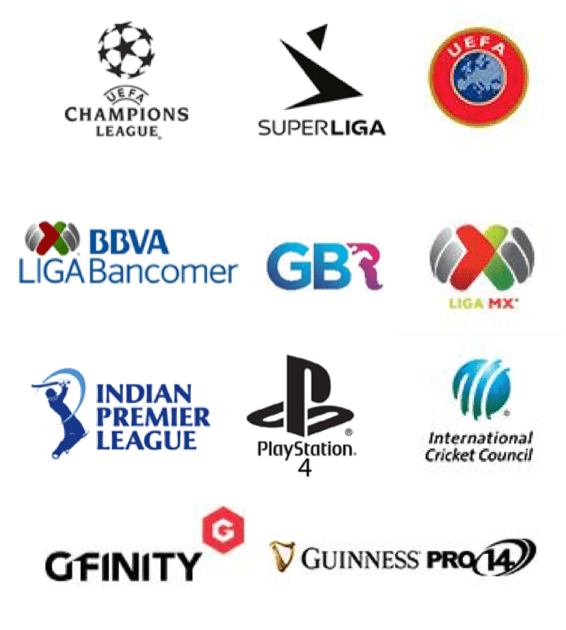 UEFA
CHAMPIONS
LEAGUE®
SUPERLIGA
UEFA
BBVA
LIGA Bancomer
GBR
LIGA MX®
INDIAN
PREMIER
LEAGUE
PlayStation®
4
International
Cricket Council
GFINITY
G
GUINNESS® PRO14